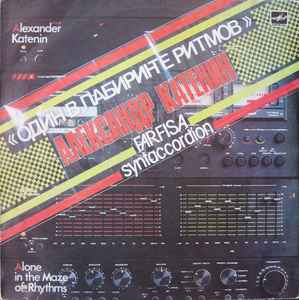 Alexander
Katenin
«ОДИН В ЛАБИРИНТЕ РИТМОВ»
АЛЕКСАНДР КАТЕНИН
FARFISA
syntaccordion
Alone
in the Maze
of Rhythms